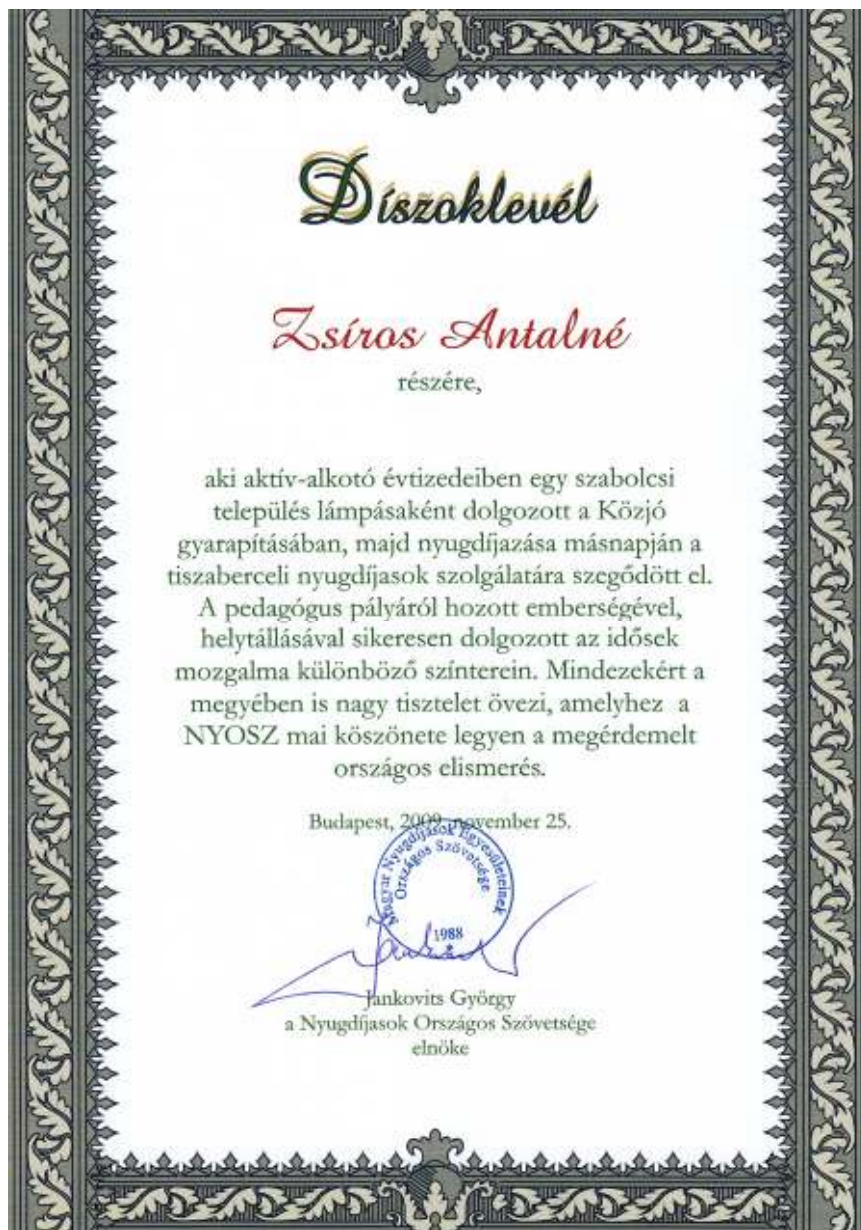 Díszoklevél
Zsíros Antalné
részére,
aki aktív-alkotó évtizedeiben egy szabolcsi
település lámpásaként dolgozott a Közjó
gyarapításában, majd nyugdíjazása másnapján a
tiszaberceli nyugdíjasok szolgálatára szegődött el.
A pedagógus pályáról hozott emberségével,
helytállásával sikeresen dolgozott az idősek
mozgalma különböző színterein. Mindezekért a
megyében is nagy tisztelet övezi, amelyhez a
NYOSZ mai köszönete legyen a megérdemelt
országos elismerés.
Budapest, 2009. november 25.
Magyar Nyugdíjasok Egyesületeinek
Országos Szövetsége
1988
Jankovits György
a Nyugdíjasok Országos Szövetsége
elnöke